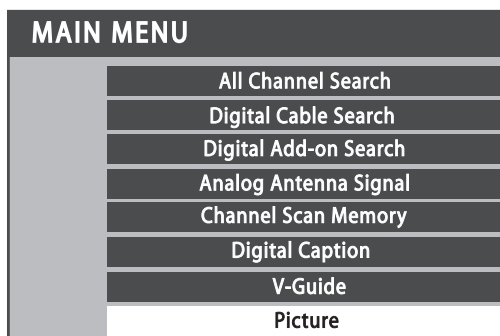 MAIN MENU
All Channel Search
Digital Cable Search
Digital Add-on Search
Analog Antenna Signal
Channel Scan Memory
Digital Caption
V-Guide
Picture